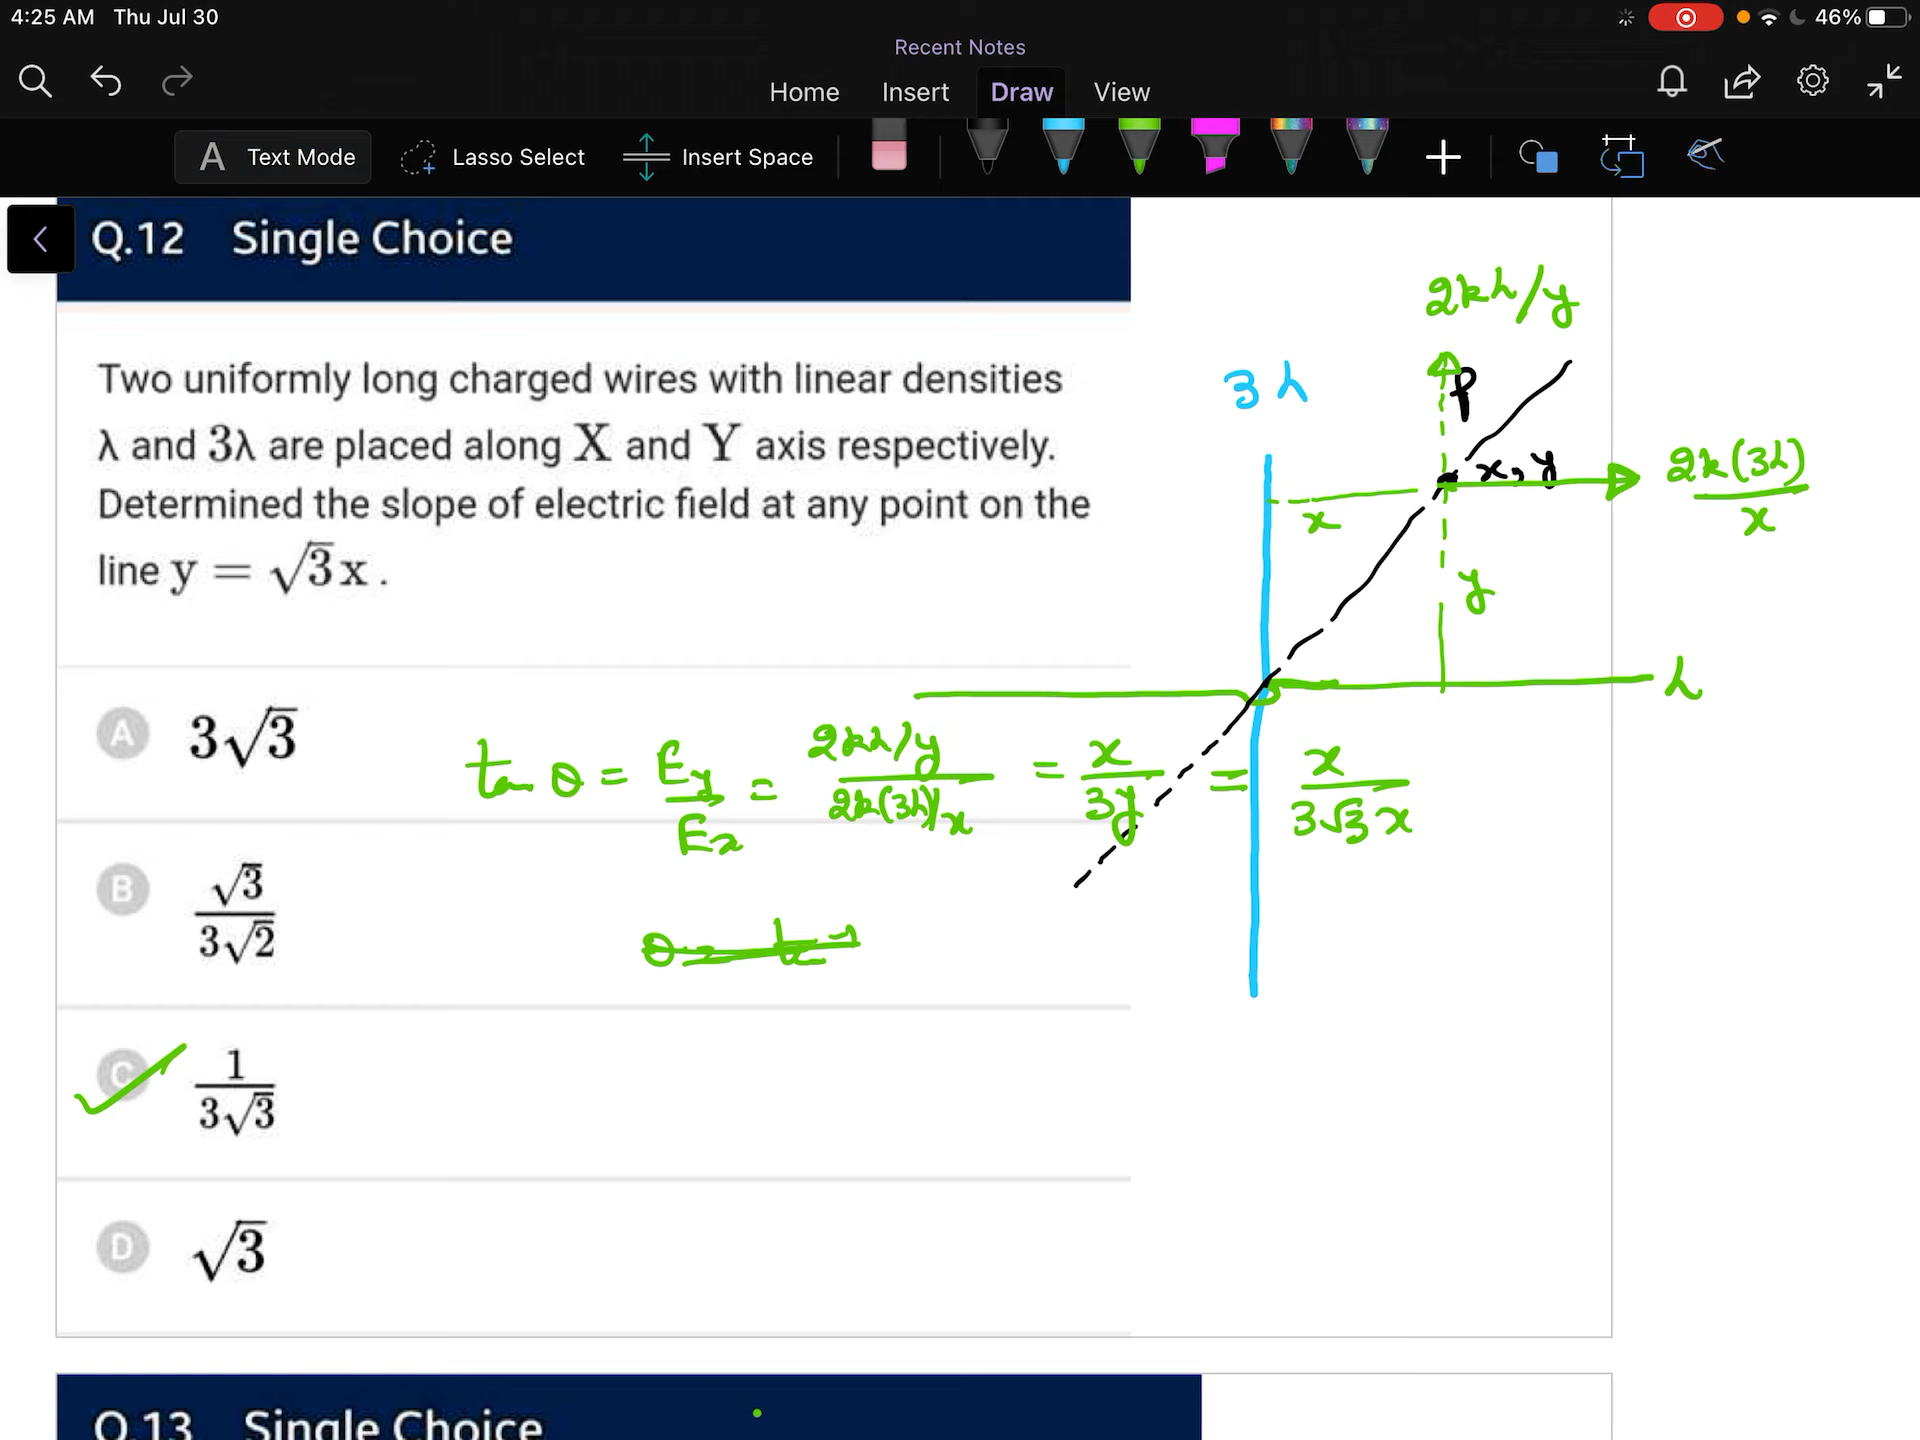 4:25 AM Thu Jul 30
46%
Recent Notes
Home Insert Draw View
Text Mode Lasso Select Insert Space
Q.12 Single Choice
Two uniformly long charged wires with linear densities
λ and 3λ are placed along X and Y axis respectively.
Determined the slope of electric field at any point on the
line y = √3x .
A 3√3
B √3/3√2
C 1/3√3
D √3
2kλ/y
3λ
P
x, y
2k(3λ)/x
x
y
λ
tan θ = Ey/Ex = (2kλ/y)/(2k(3λ)/x) = x/3y = x/3√3x
Q.13 Single Choice